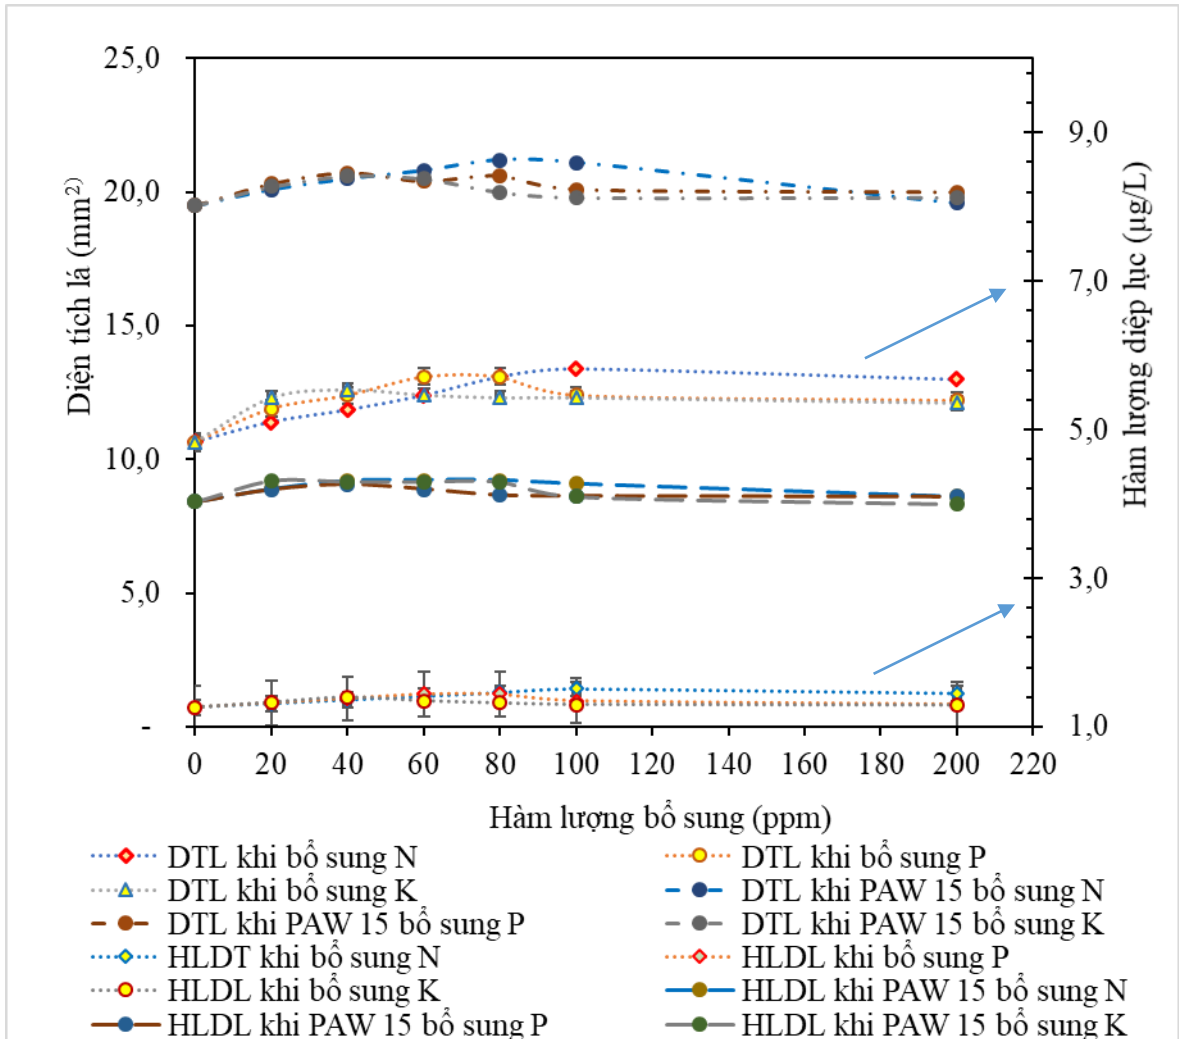 25,0
20,0
15,0
10,0
5,0
-
Diện tích lá (mm²)
9,0
7,0
5,0
3,0
1,0
Hàm lượng diệp lục (µg/L)
0 20 40 60 80 100 120 140 160 180 200 220
Hàm lượng bổ sung (ppm)
DTL khi bổ sung N DTL khi bổ sung P
DTL khi bổ sung K DTL khi PAW 15 bổ sung N
DTL khi PAW 15 bổ sung P DTL khi PAW 15 bổ sung K
HLDT khi bổ sung N HLDL khi bổ sung P
HLDL khi bổ sung K HLDL khi PAW 15 bổ sung N
HLDL khi PAW 15 bổ sung P HLDL khi PAW 15 bổ sung K